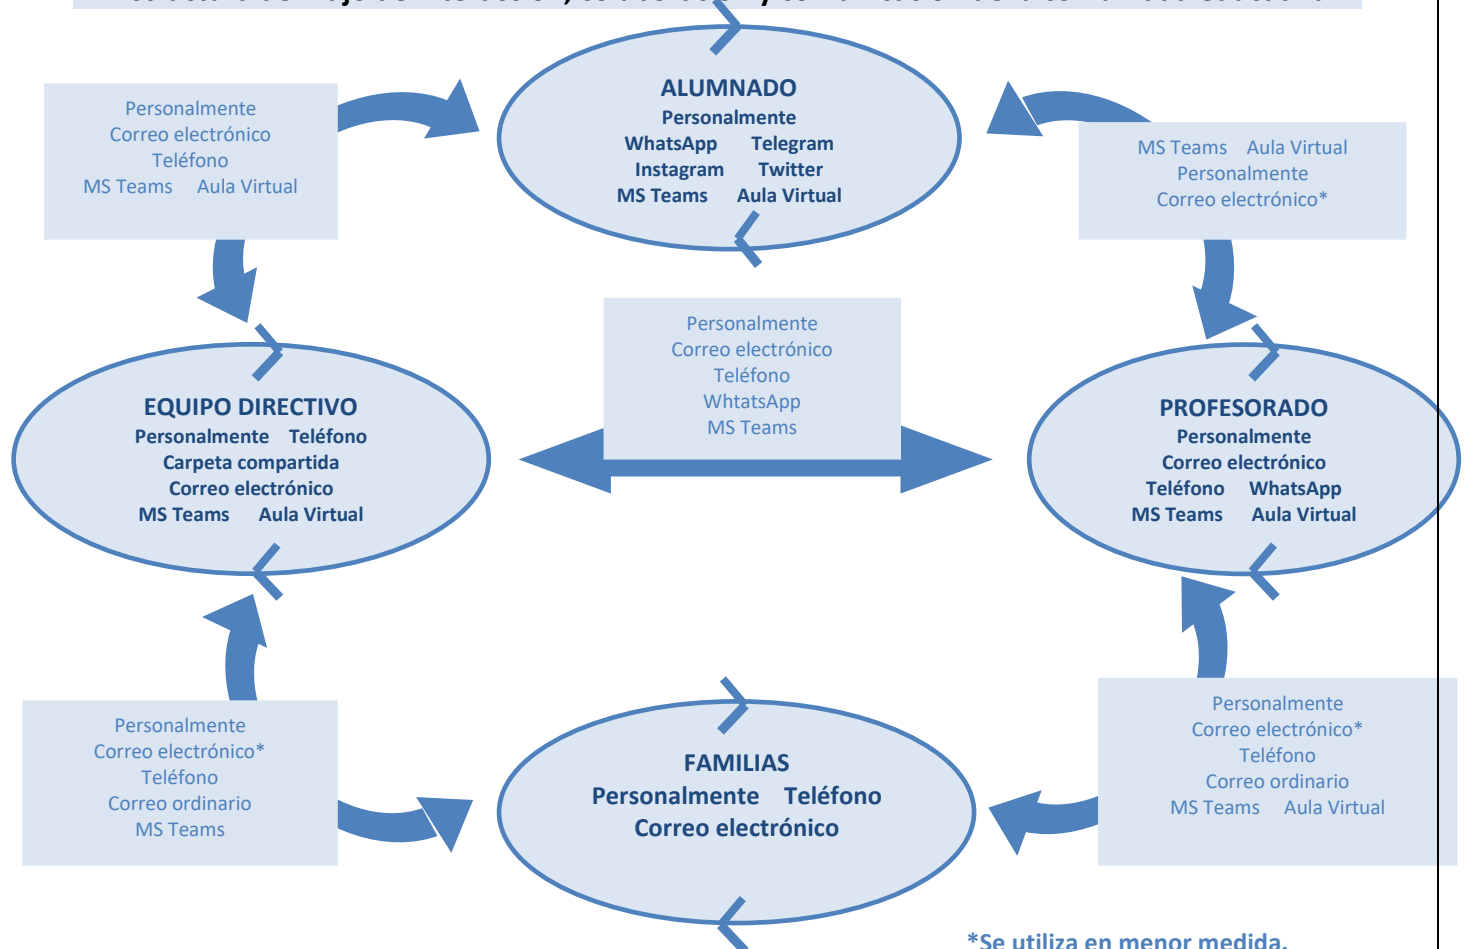 ALUMNADO
Personalmente
WhatsApp Telegram
Instagram Twitter
MS Teams Aula Virtual
Personalmente
Correo electrónico
Teléfono
MS Teams Aula Virtual
MS Teams Aula Virtual
Personalmente
Correo electrónico*
Personalmente
Correo electrónico
Teléfono
WhtatsApp
MS Teams
EQUIPO DIRECTIVO
Personalmente Teléfono
Carpeta compartida
Correo electrónico
MS Teams Aula Virtual
PROFESORADO
Personalmente
Correo electrónico
Teléfono WhatsApp
MS Teams Aula Virtual
Personalmente
Correo electrónico*
Teléfono
Correo ordinario
MS Teams
FAMILIAS
Personalmente Teléfono
Correo electrónico
Personalmente
Correo electrónico*
Teléfono
Correo ordinario
MS Teams Aula Virtual
*Se utiliza en menor medida.